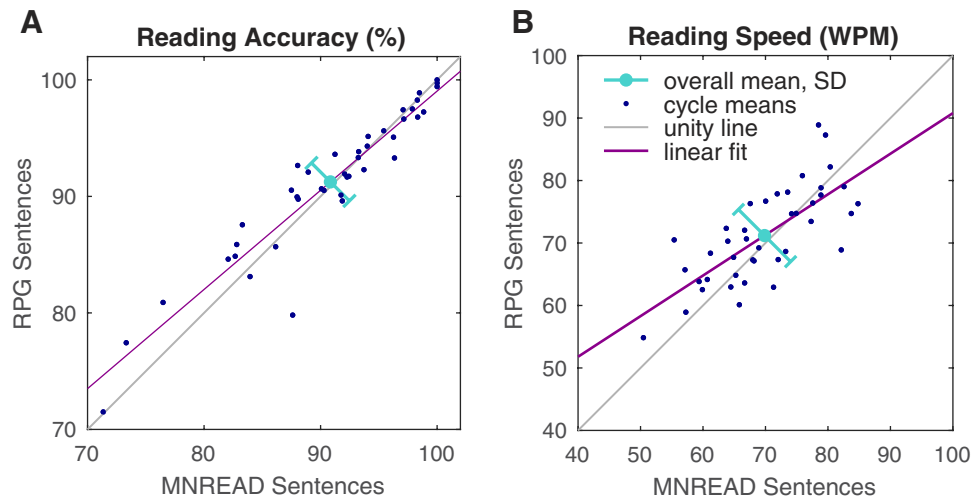 A
Reading Accuracy (%)
100
90
80
70
70 80 90 100
RPG Sentences
MNREAD Sentences
B
Reading Speed (WPM)
overall mean, SD
cycle means
unity line
linear fit
100
90
80
70
60
50
40
40 50 60 70 80 90 100
RPG Sentences
MNREAD Sentences